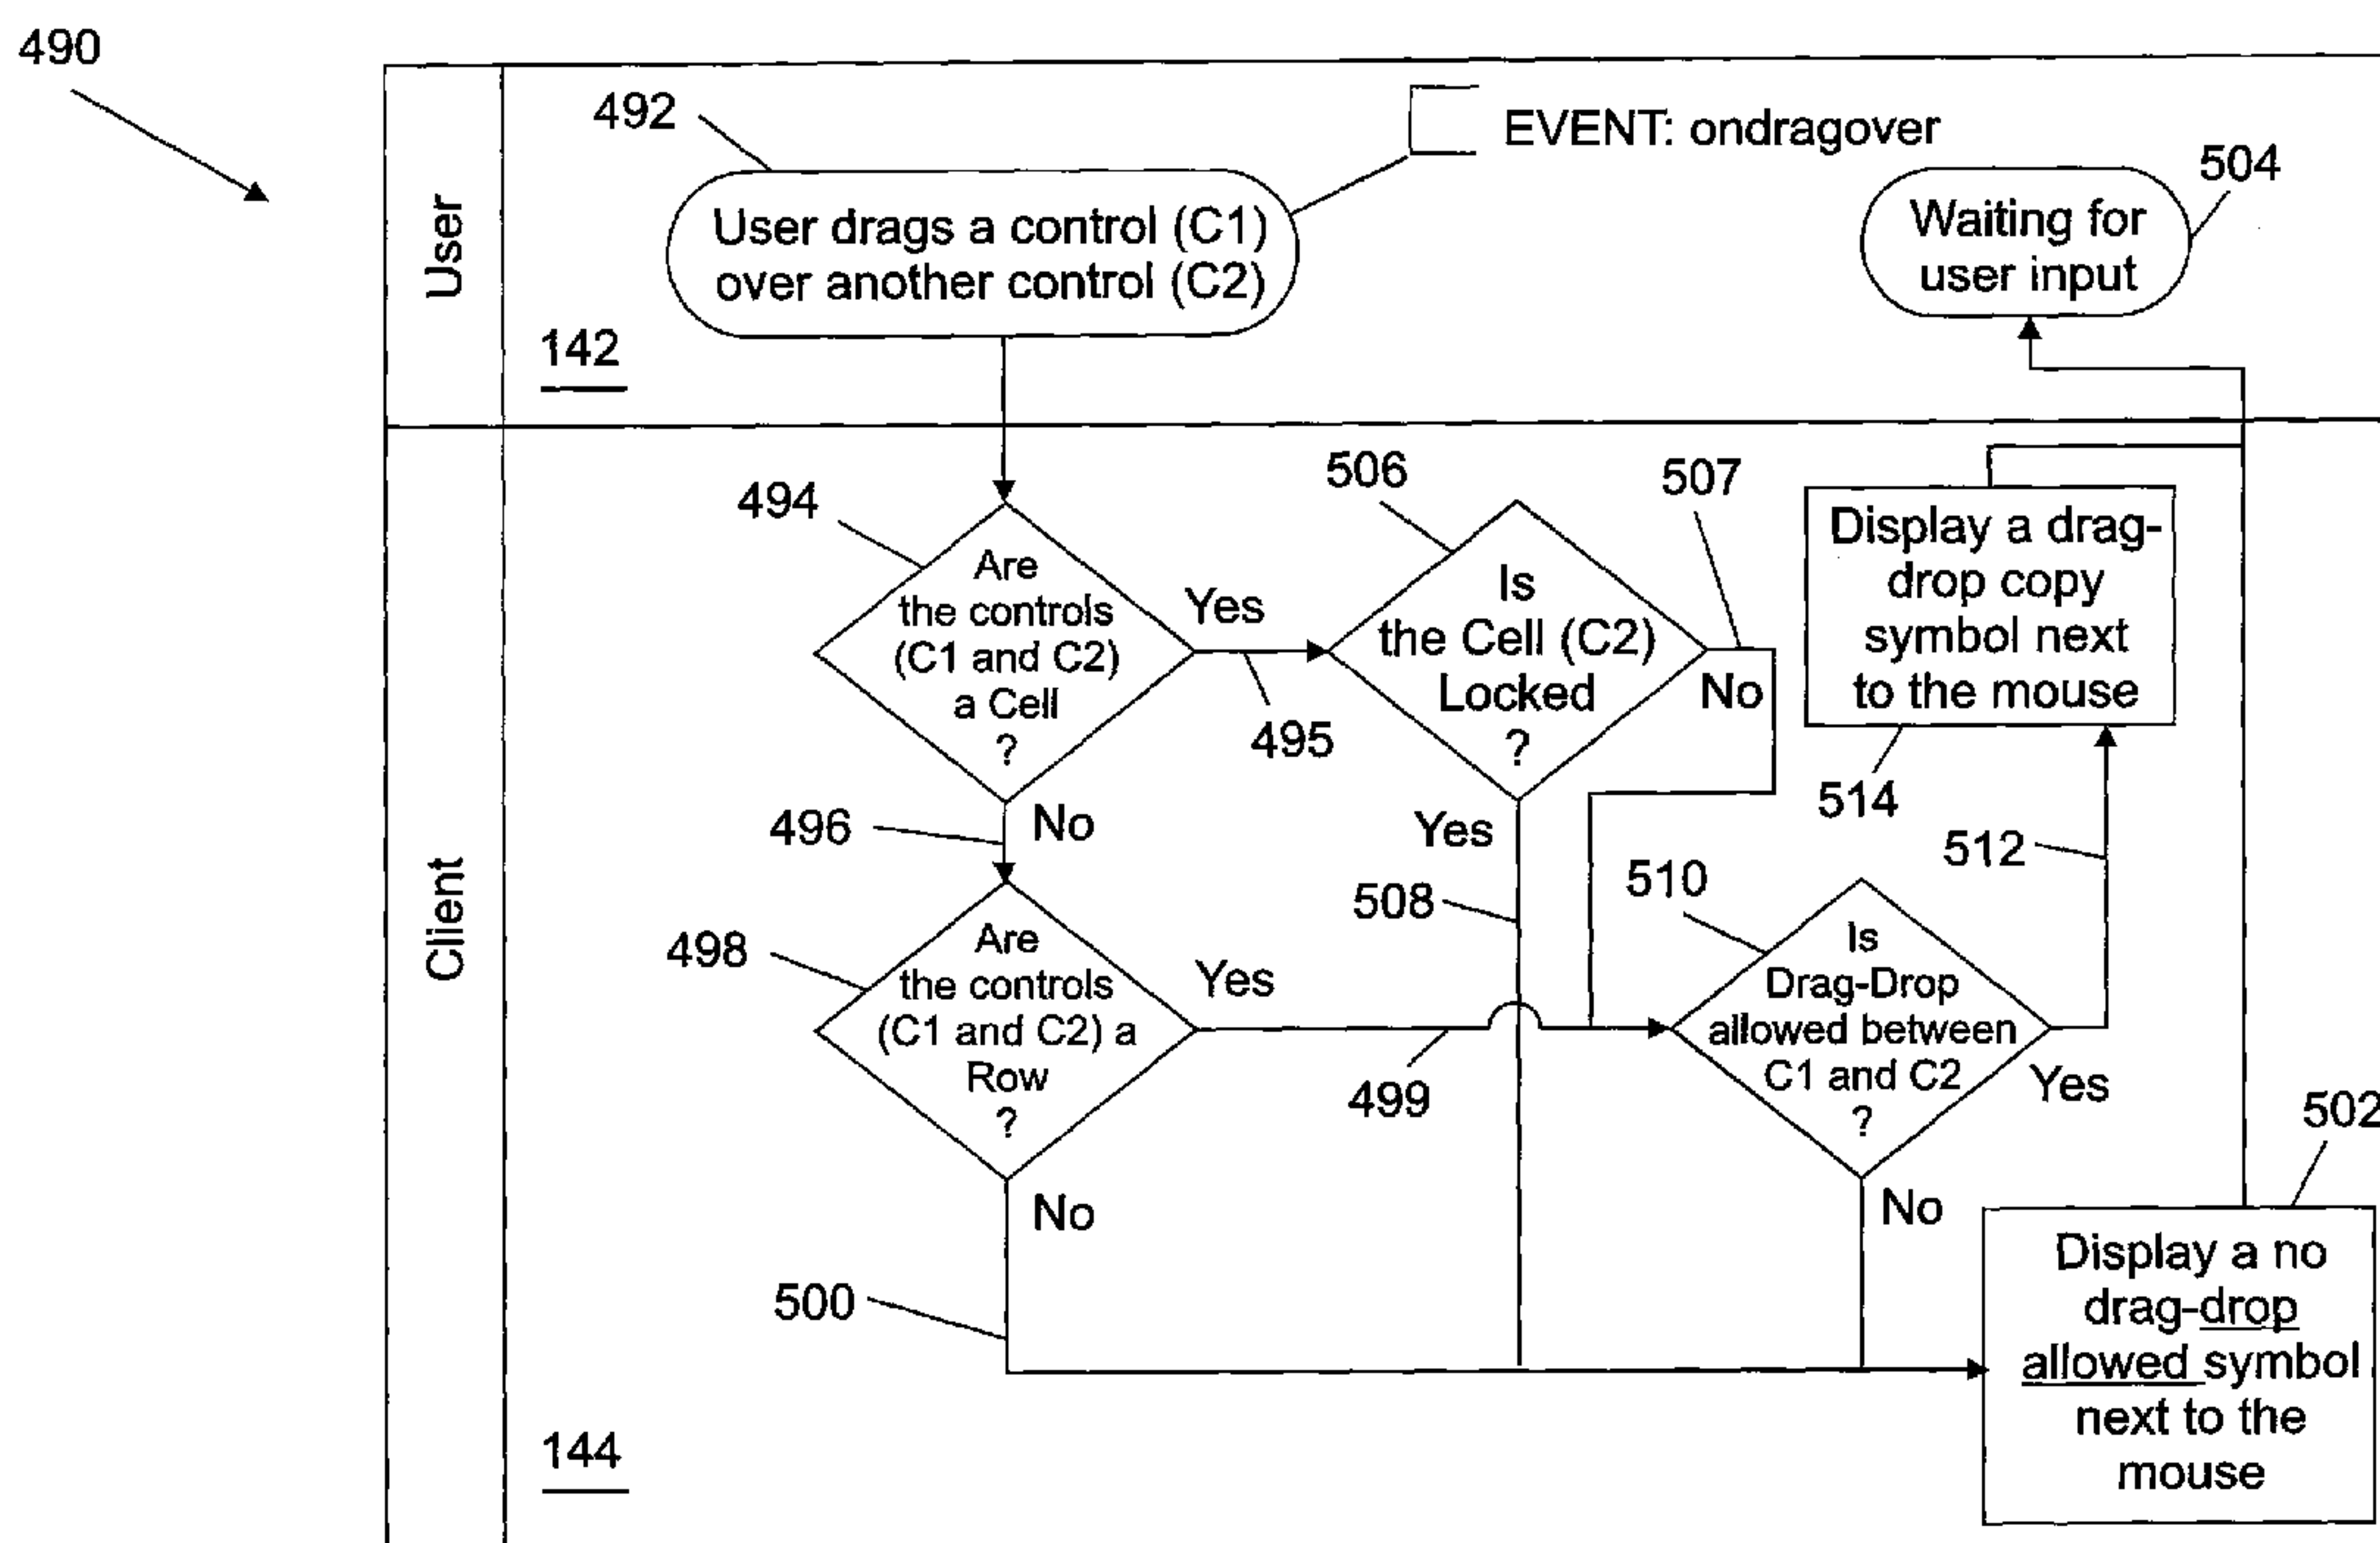 490
492
EVENT: ondragover
504
User
User drags a control (C1)
over another control (C2)
Waiting for
user input
142
Client
494
506
507
Are
the controls
(C1 and C2)
a Cell
?
Yes
495
Is
the Cell (C2)
Locked
?
No
Display a drag-
drop copy
symbol next
to the mouse
514
496
No
Yes
508
510
512
498
Are
the controls
(C1 and C2) a
Row
?
Yes
499
Is
Drag-Drop
allowed between
C1 and C2
?
Yes
502
No
No
500
Display a no
drag-drop
allowed symbol
next to the
mouse
144